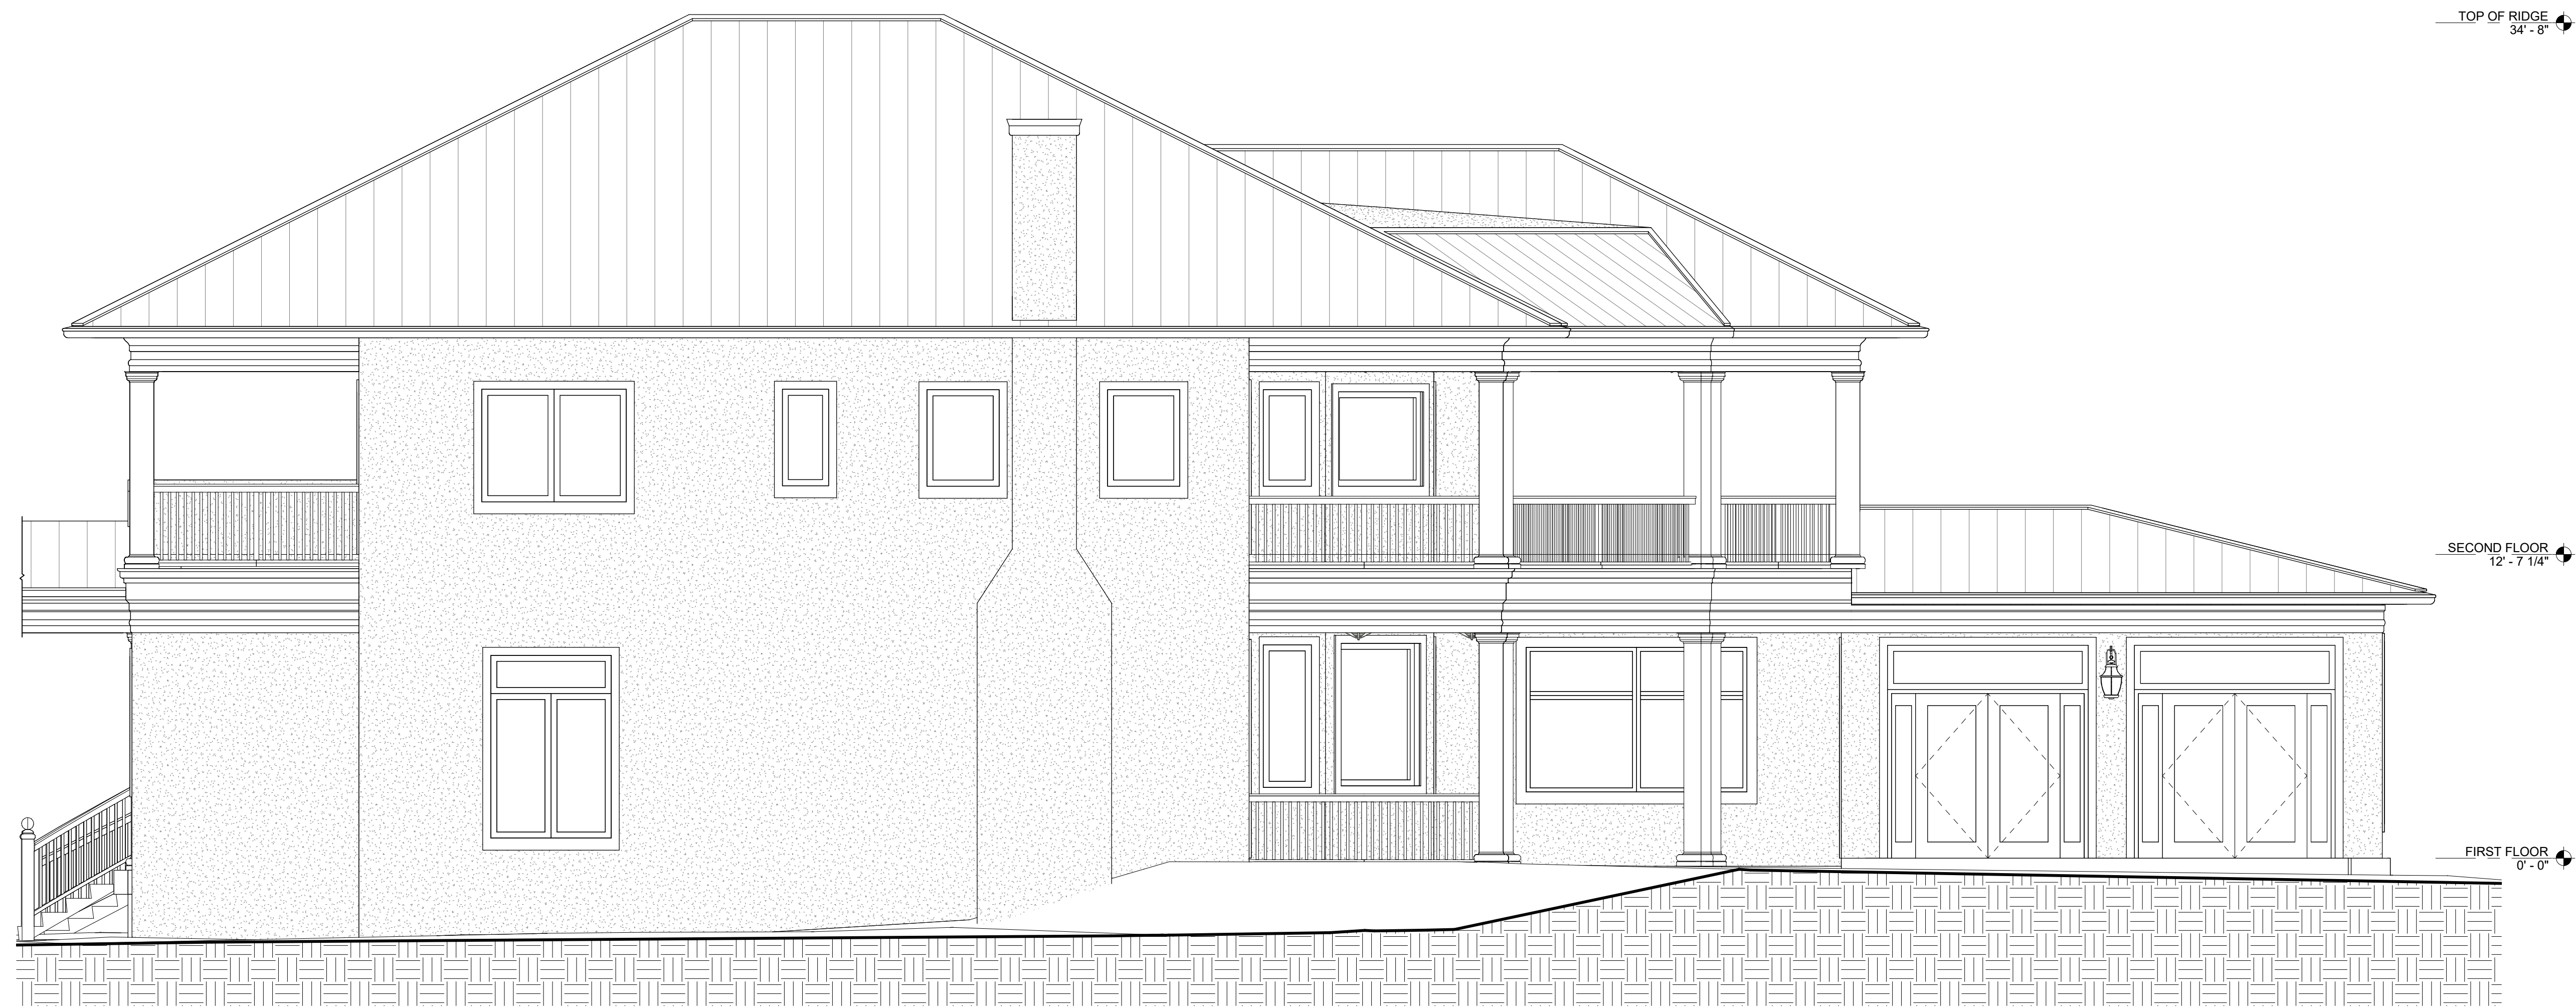 TOP OF RIDGE
34' - 8"
SECOND FLOOR
12' - 7 1/4"
FIRST FLOOR
0' - 0"